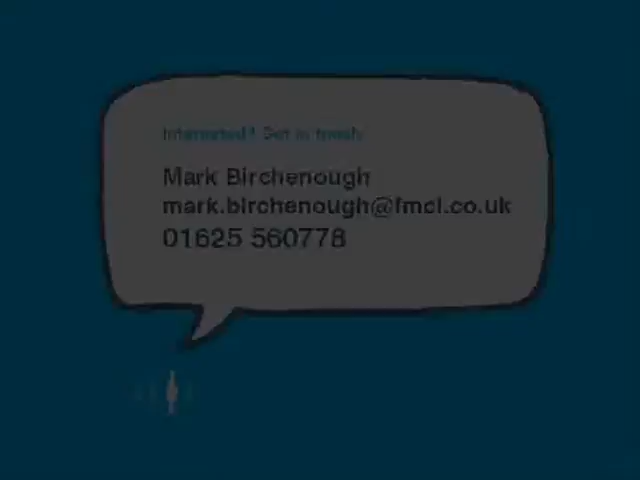 Interested? Get in touch:
Mark Birchenough
mark.birchenough@fmcl.co.uk
01625 560778